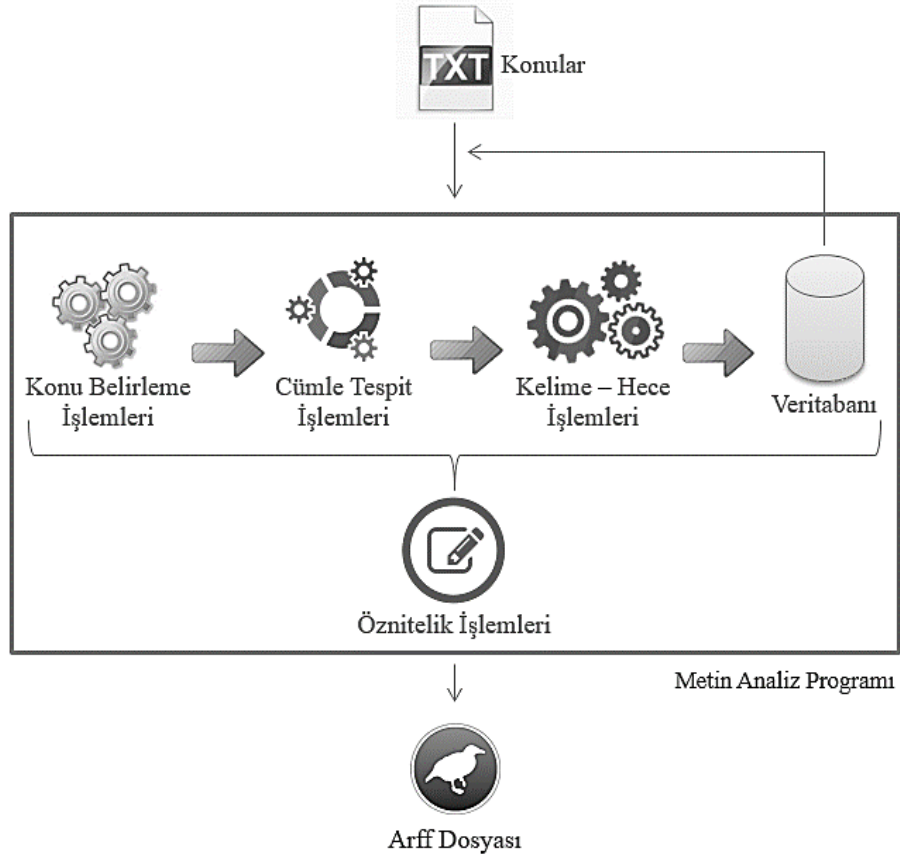 TXT
Konular
Konu Belirleme
İşlemleri
Cümle Tespit
İşlemleri
Kelime – Hece
İşlemleri
Veritabanı
Öznitelik İşlemleri
Metin Analiz Programı
Arff Dosyası